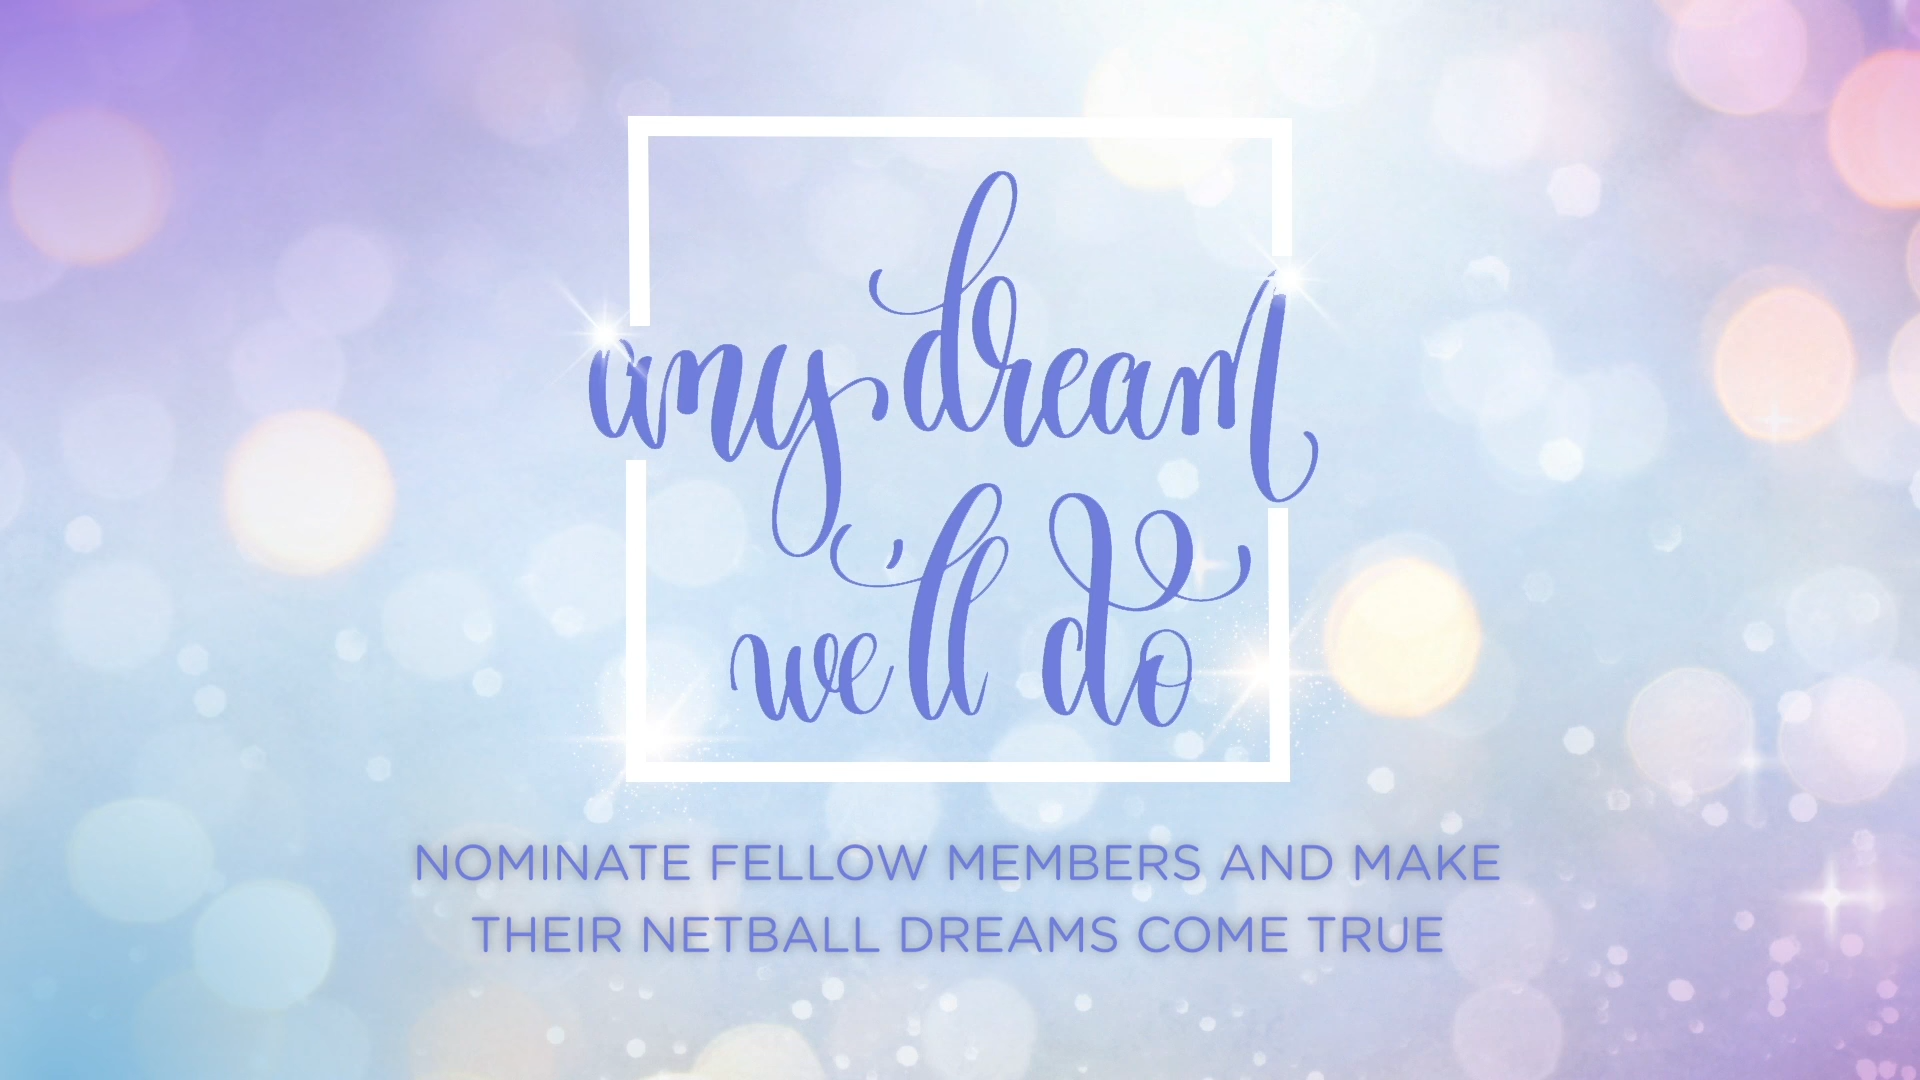 any dream
we'll do
NOMINATE FELLOW MEMBERS AND MAKE
THEIR NETBALL DREAMS COME TRUE